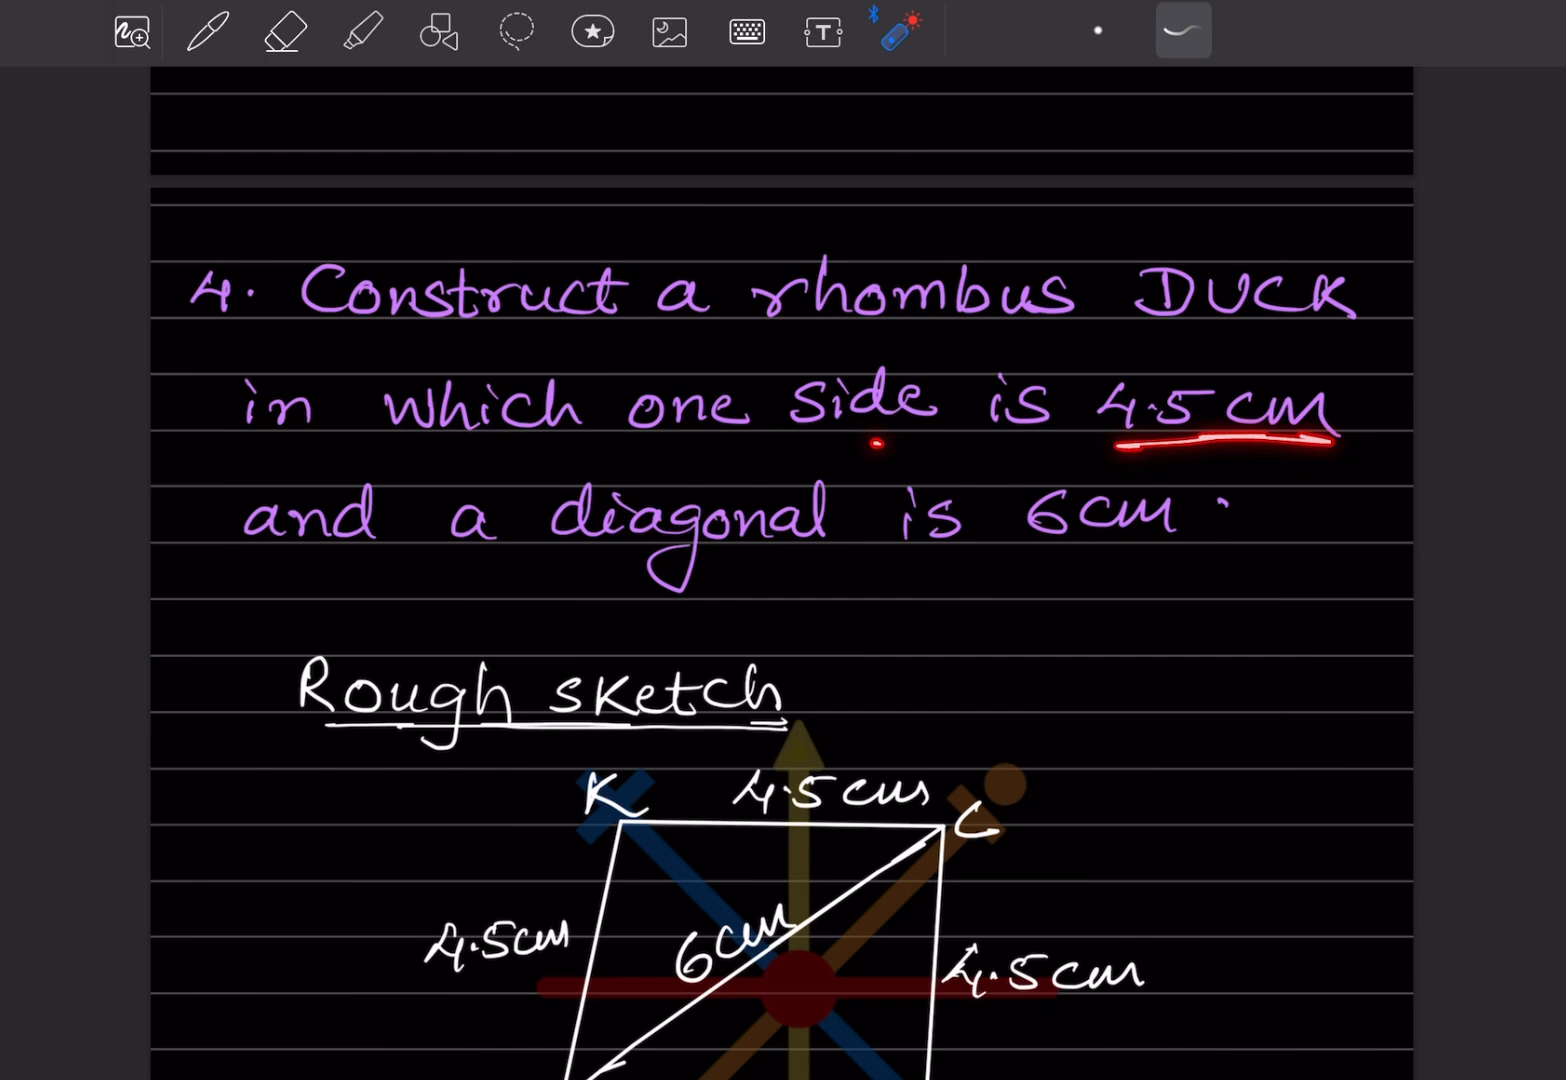 4. Construct a rhombus DUCK
in which one side is 4.5 cm
and a diagonal is 6cm.
Rough sketch
K 4.5 cm C
4.5cm 6cm 4.5cm